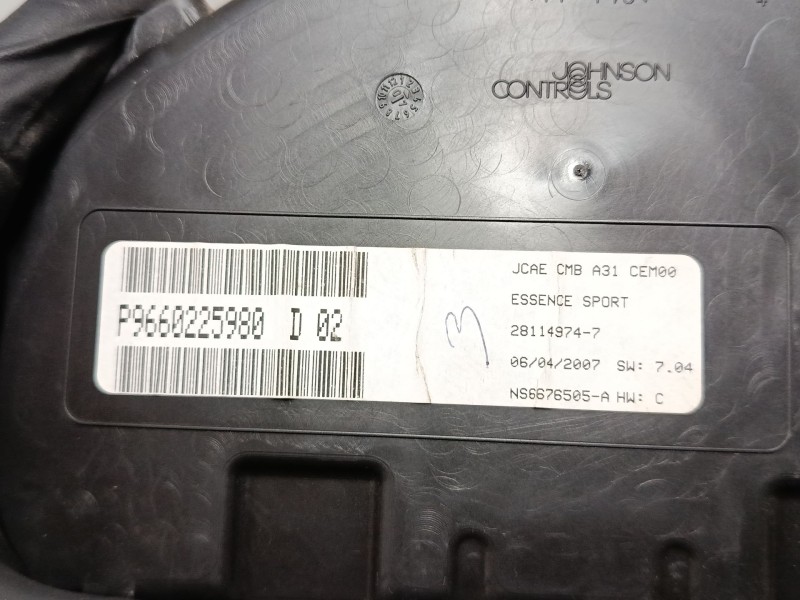 JOHNSON
CONTROLS
P9660225980 D 02
3
JCAE CMB A31 CEM00
ESSENCE SPORT
28114974-7
06/04/2007 SW: 7.04
NS6676505-A HW: C